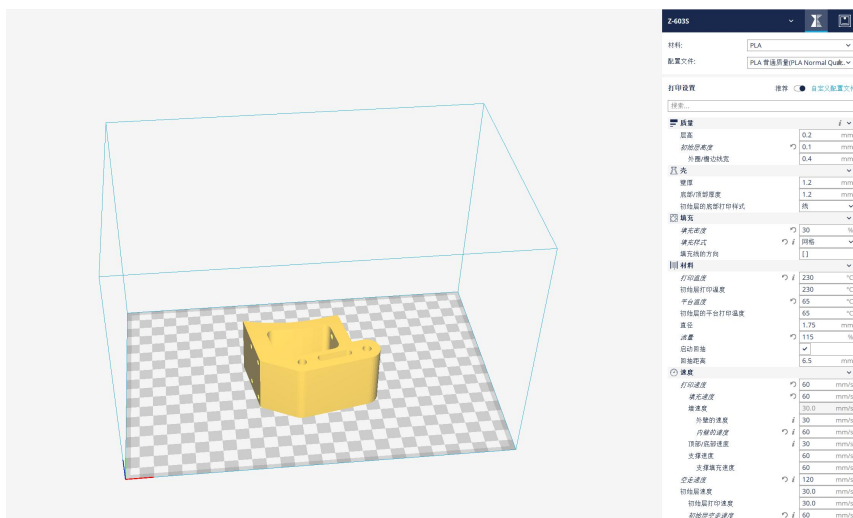 Z-603S
材料: PLA
配置文件: PLA 普通质量(PLA Normal Qualit..
打印设置 推荐 自定义配置文件
搜索...
质量 i
层高 0.2 mm
初始层高度 0.1 mm
外圈/栅边线宽 0.4 mm
壳
壁厚 1.2 mm
底部/顶部厚度 1.2 mm
初始层的底部打印样式 线
填充
填充密度 30 %
填充样式 i 网格
填充线的方向 [ ]
材料
打印温度 i 230 °C
初始层打印温度 230 °C
平台温度 65 °C
初始层的平台打印温度 65 °C
直径 1.75 mm
流量 115 %
启动回抽
回抽距离 6.5 mm
速度
打印速度 60 mm/s
填充速度 60 mm/s
墙速度 30.0 mm/s
外壁的速度 i 30 mm/s
内壁的速度 i 60 mm/s
顶部/底部速度 i 30 mm/s
支撑速度 60 mm/s
支撑填充速度 60 mm/s
空走速度 i 120 mm/s
初始层速度 30.0 mm/s
初始层打印速度 30.0 mm/s
初始层空走速度 i 60 mm/s